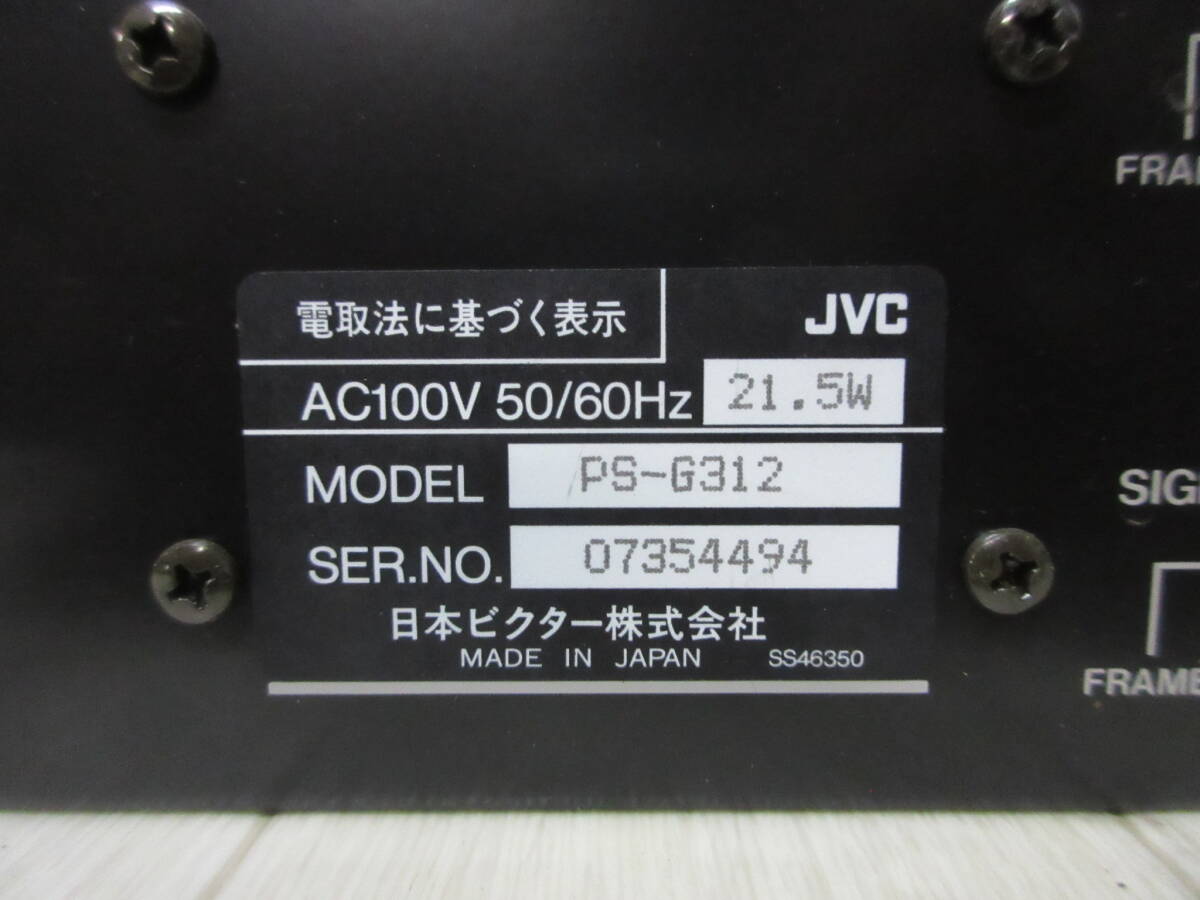 電取法に基づく表示
JVC
AC100V 50/60Hz 21.5W
MODEL PS-G312
SER.NO. 07354494
日本ビクター株式会社
MADE IN JAPAN SS46350
FRAM
SIG
FRAME